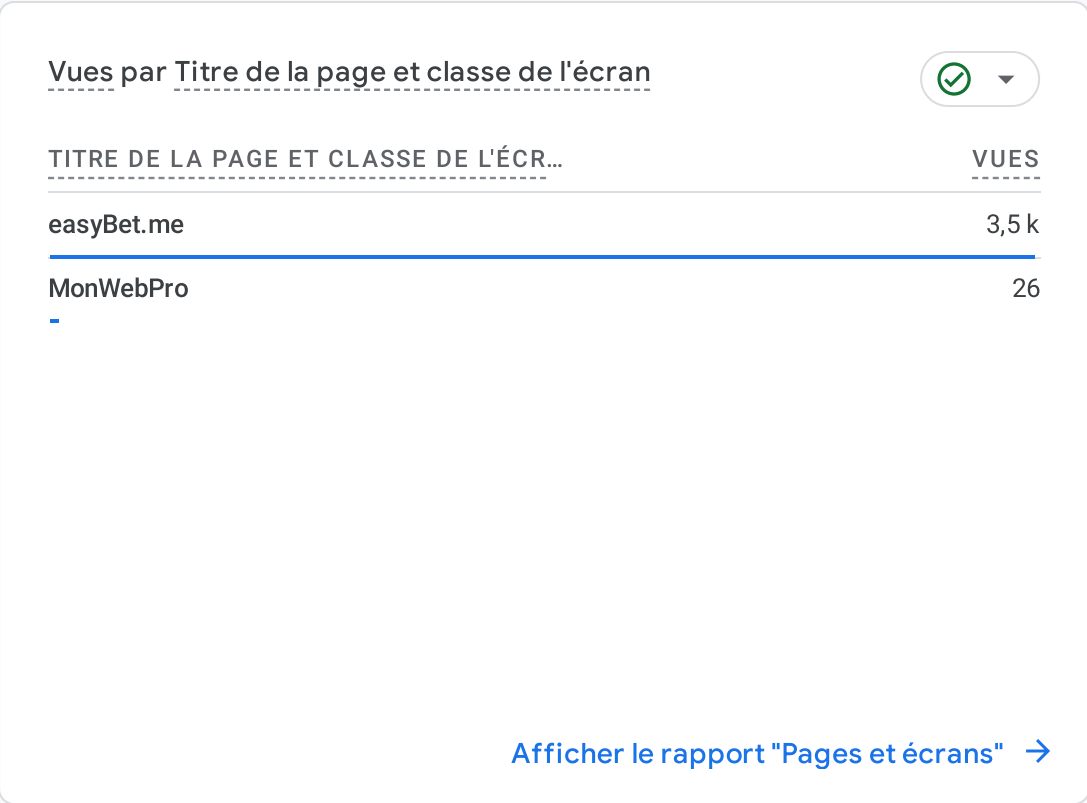 Vues par Titre de la page et classe de l'écran
TITRE DE LA PAGE ET CLASSE DE L'ÉCR… VUES
easyBet.me 3,5 k
MonWebPro 26
Afficher le rapport "Pages et écrans"